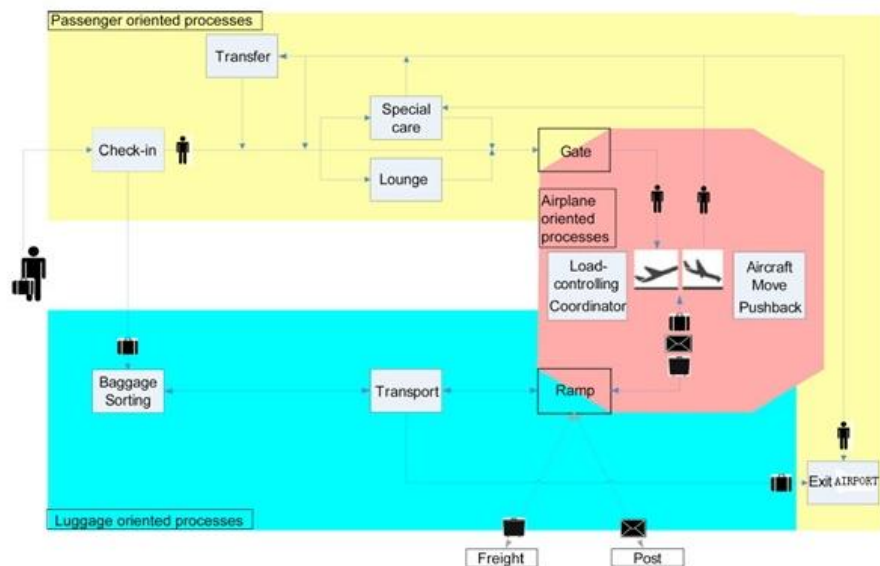 Passenger oriented processes
Transfer
Special
care
Check-in
Lounge
Gate
Airplane
oriented
processes
Load-
controlling
Coordinator
Aircraft
Move
Pushback
Baggage
Sorting
Transport
Ramp
Exit AIRPORT
Luggage oriented processes
Freight
Post